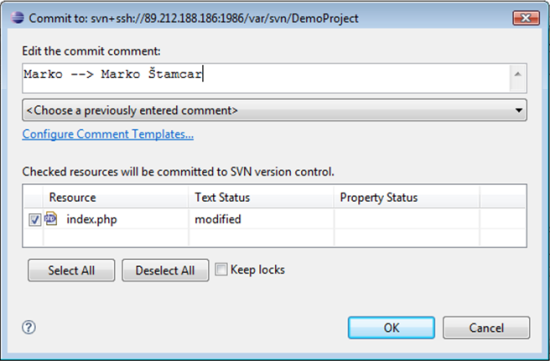 Commit to: svn+ssh://89.212.188.186:1986/var/svn/DemoProject
Edit the commit comment:
Marko --> Marko Štamcar
<Choose a previously entered comment>
Configure Comment Templates...
Checked resources will be committed to SVN version control.
Resource Text Status Property Status
index.php modified
Select All Deselect All Keep locks
? OK Cancel